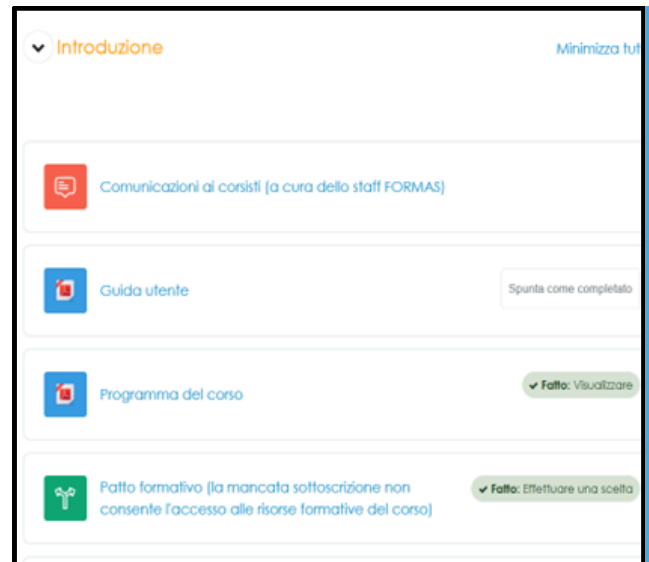 Introduzione
Minimizza tut
Comunicazioni ai corsisti (a cura dello staff FORMAS)
Guida utente
Spunta come completato
Programma del corso
Fatto: Visualizzare
Patto formativo (la mancata sottoscrizione non
consente l'accesso alle risorse formative del corso)
Fatto: Effettuare una scelta